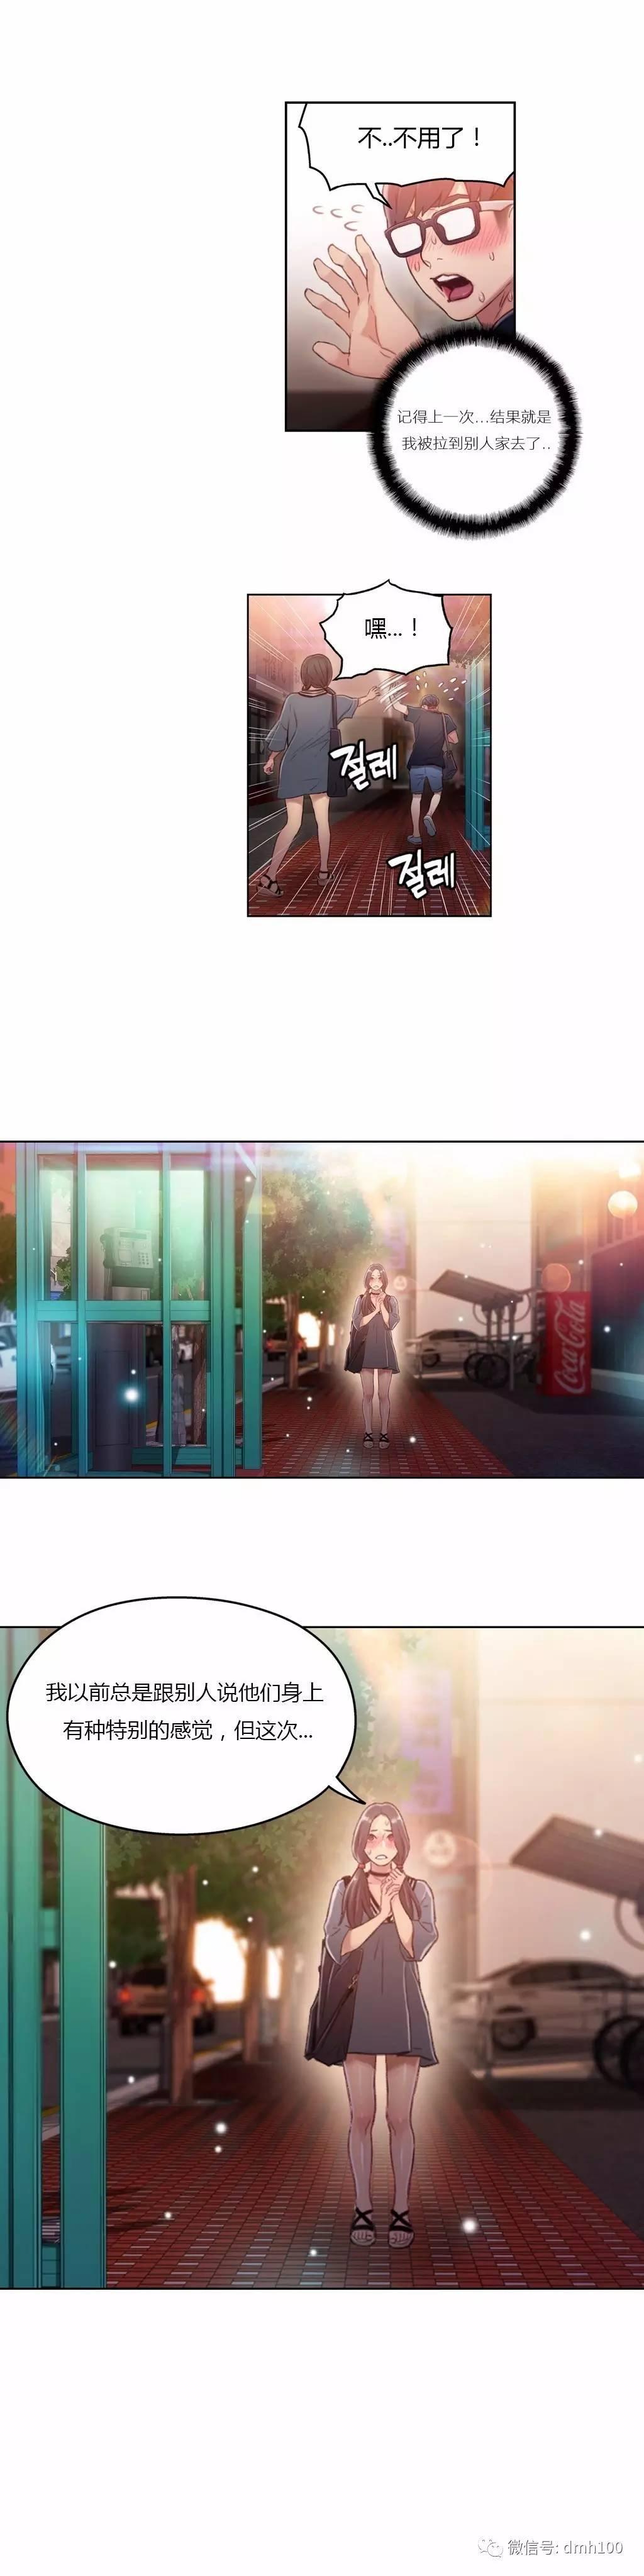 不..不用了！
记得上一次...结果就是
我被拉到别人家去了..
嘿...！
질레
질레
Coca-Cola
我以前总是跟别人说他们身上
有种特别的感觉，但这次...
微信号: dmh100